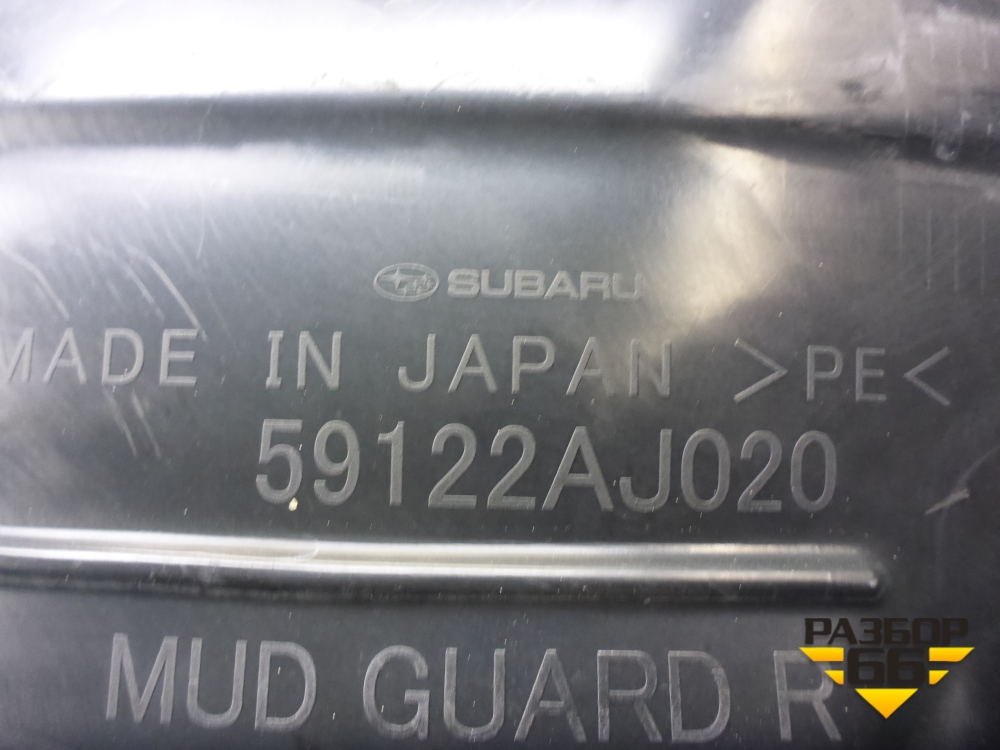 SUBARU
MADE IN JAPAN >PE<
59122AJ020
MUD GUARD R
РАЗБОР
66